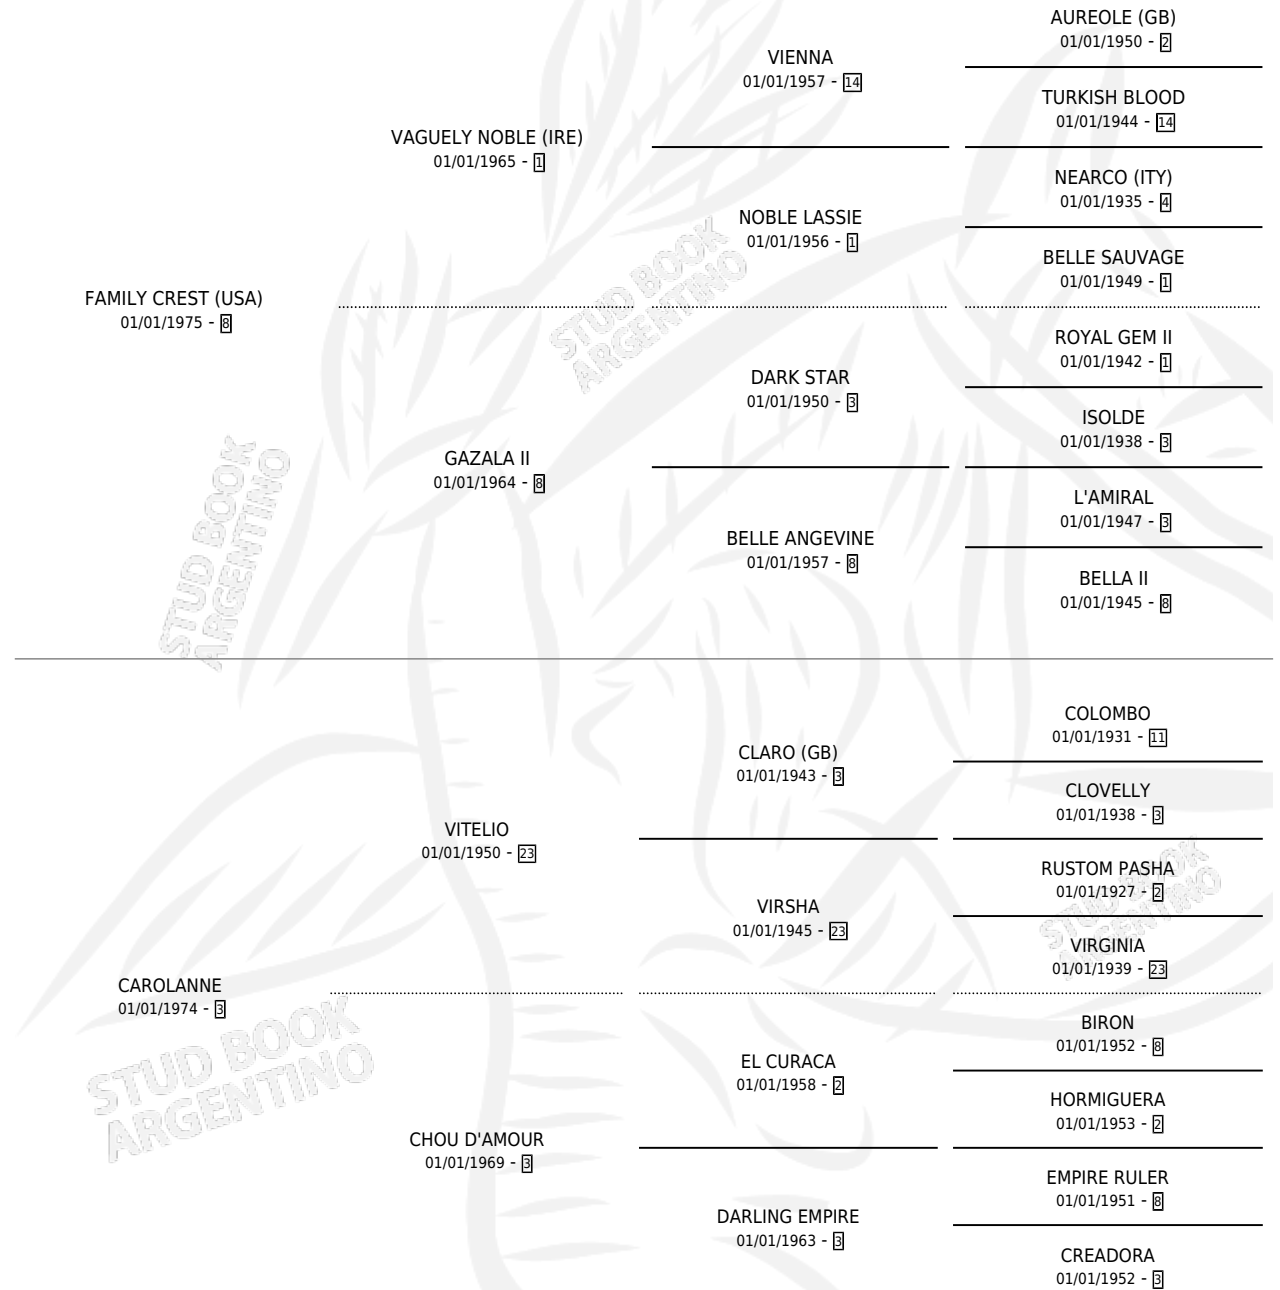 AUREOLE (GB)
01/01/1950 - 2
VIENNA
01/01/1957 - 14
TURKISH BLOOD
01/01/1944 - 14
VAGUELY NOBLE (IRE)
01/01/1965 - 1
NEARCO (ITY)
01/01/1935 - 4
NOBLE LASSIE
01/01/1956 - 1
BELLE SAUVAGE
01/01/1949 - 1
FAMILY CREST (USA)
01/01/1975 - 8
ROYAL GEM II
01/01/1942 - 1
DARK STAR
01/01/1950 - 3
ISOLDE
01/01/1938 - 3
GAZALA II
01/01/1964 - 8
L'AMIRAL
01/01/1947 - 3
BELLE ANGEVINE
01/01/1957 - 8
BELLA II
01/01/1945 - 8
COLOMBO
01/01/1931 - 11
CLARO (GB)
01/01/1943 - 3
CLOVELLY
01/01/1938 - 3
VITELIO
01/01/1950 - 23
RUSTOM PASHA
01/01/1927 - 2
VIRSHA
01/01/1945 - 23
VIRGINIA
01/01/1939 - 23
CAROLANNE
01/01/1974 - 3
BIRON
01/01/1952 - 8
EL CURACA
01/01/1958 - 2
HORMIGUERA
01/01/1953 - 2
CHOU D'AMOUR
01/01/1969 - 3
EMPIRE RULER
01/01/1951 - 8
DARLING EMPIRE
01/01/1963 - 3
CREADORA
01/01/1952 - 3
STUD BOOK
ARGENTINO
STUD BOOK
ARGENTINO
STUD BOOK
ARGENTINO
STUD BOOK
ARGENTINO